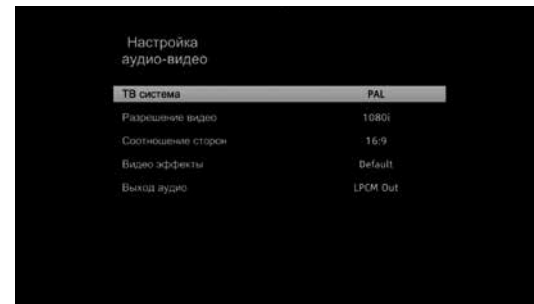 Настройка
аудио-видео
ТВ система PAL
Разрешение видео 1080i
Соотношение сторон 16:9
Видео эффекты Default
Выход аудио LPCM Out